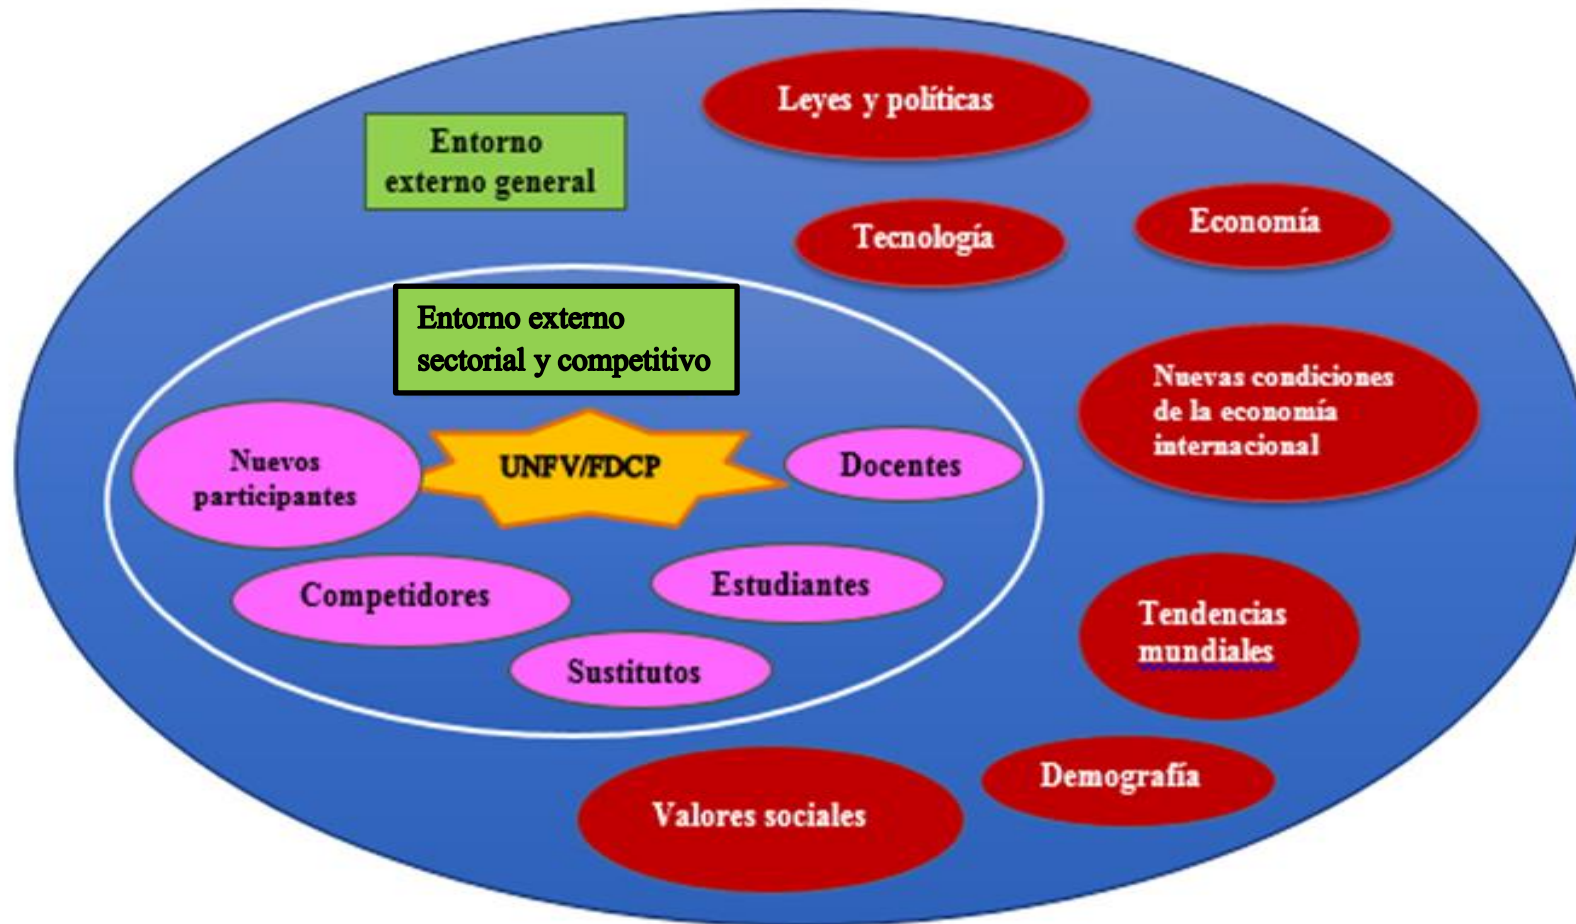 Leyes y políticas
Entorno
externo general
Tecnología
Economía
Entorno externo
sectorial y competitivo
Nuevas condiciones
de la economía
internacional
Nuevos
participantes
UNFV/FDCP
Docentes
Competidores
Estudiantes
Sustitutos
Tendencias
mundiales
Demografía
Valores sociales